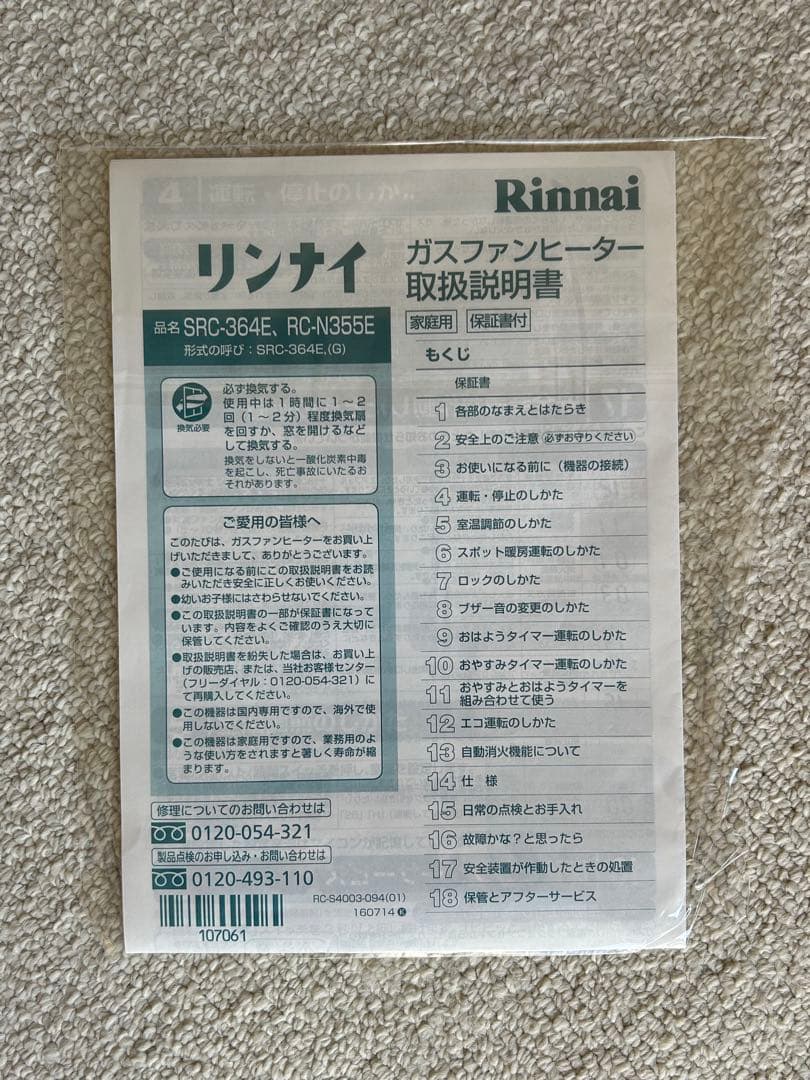 Rinnai
リンナイ
ガスファンヒーター
取扱説明書
家庭用 保証書付
品名 SRC-364E、RC-N355E
形式の呼び:SRC-364E,(G)
換気必要
必ず換気する。
使用中は1時間に1~2
回(1~2分)程度換気扇
を回すか、窓を開けるなど
して換気する。
換気をしないと一酸化炭素中毒
を起こし、死亡事故にいたるお
それがあります。
ご愛用の皆様へ
このたびは、ガスファンヒーターをお買い上
げいただきまして、ありがとうございます。
●ご使用になる前にこの取扱説明書をお読
みいただき安全に正しくお使いください。
●幼いお子様にはさわらせないでください。
●この取扱説明書の一部が保証書になって
います。内容をよくご確認のうえ大切に
保管してください。
●取扱説明書を紛失した場合は、お買い上
げの販売店、または、当社お客様センター
(フリーダイヤル:0120-054-321)に
て再購入してください。
●この機器は国内専用ですので、海外で使
用しないでください。
●この機器は家庭用ですので、業務用のよ
うな使い方をされますと著しく寿命が縮
まります。
修理についてのお問い合わせは
0120-054-321
製品点検のお申し込み・お問い合わせは
0120-493-110
107061
RC-S4003-094(01)
160714 K
もくじ
保証書
1 各部のなまえとはたらき
2 安全上のご注意 必ずお守りください
3 お使いになる前に(機器の接続)
4 運転・停止のしかた
5 室温調節のしかた
6 スポット暖房運転のしかた
7 ロックのしかた
8 ブザー音の変更のしかた
9 おはようタイマー運転のしかた
10 おやすみタイマー運転のしかた
11 おやすみとおはようタイマーを
組み合わせて使う
12 エコ運転のしかた
13 自動消火機能について
14 仕 様
15 日常の点検とお手入れ
16 故障かな?と思ったら
17 安全装置が作動したときの処置
18 保管とアフターサービス